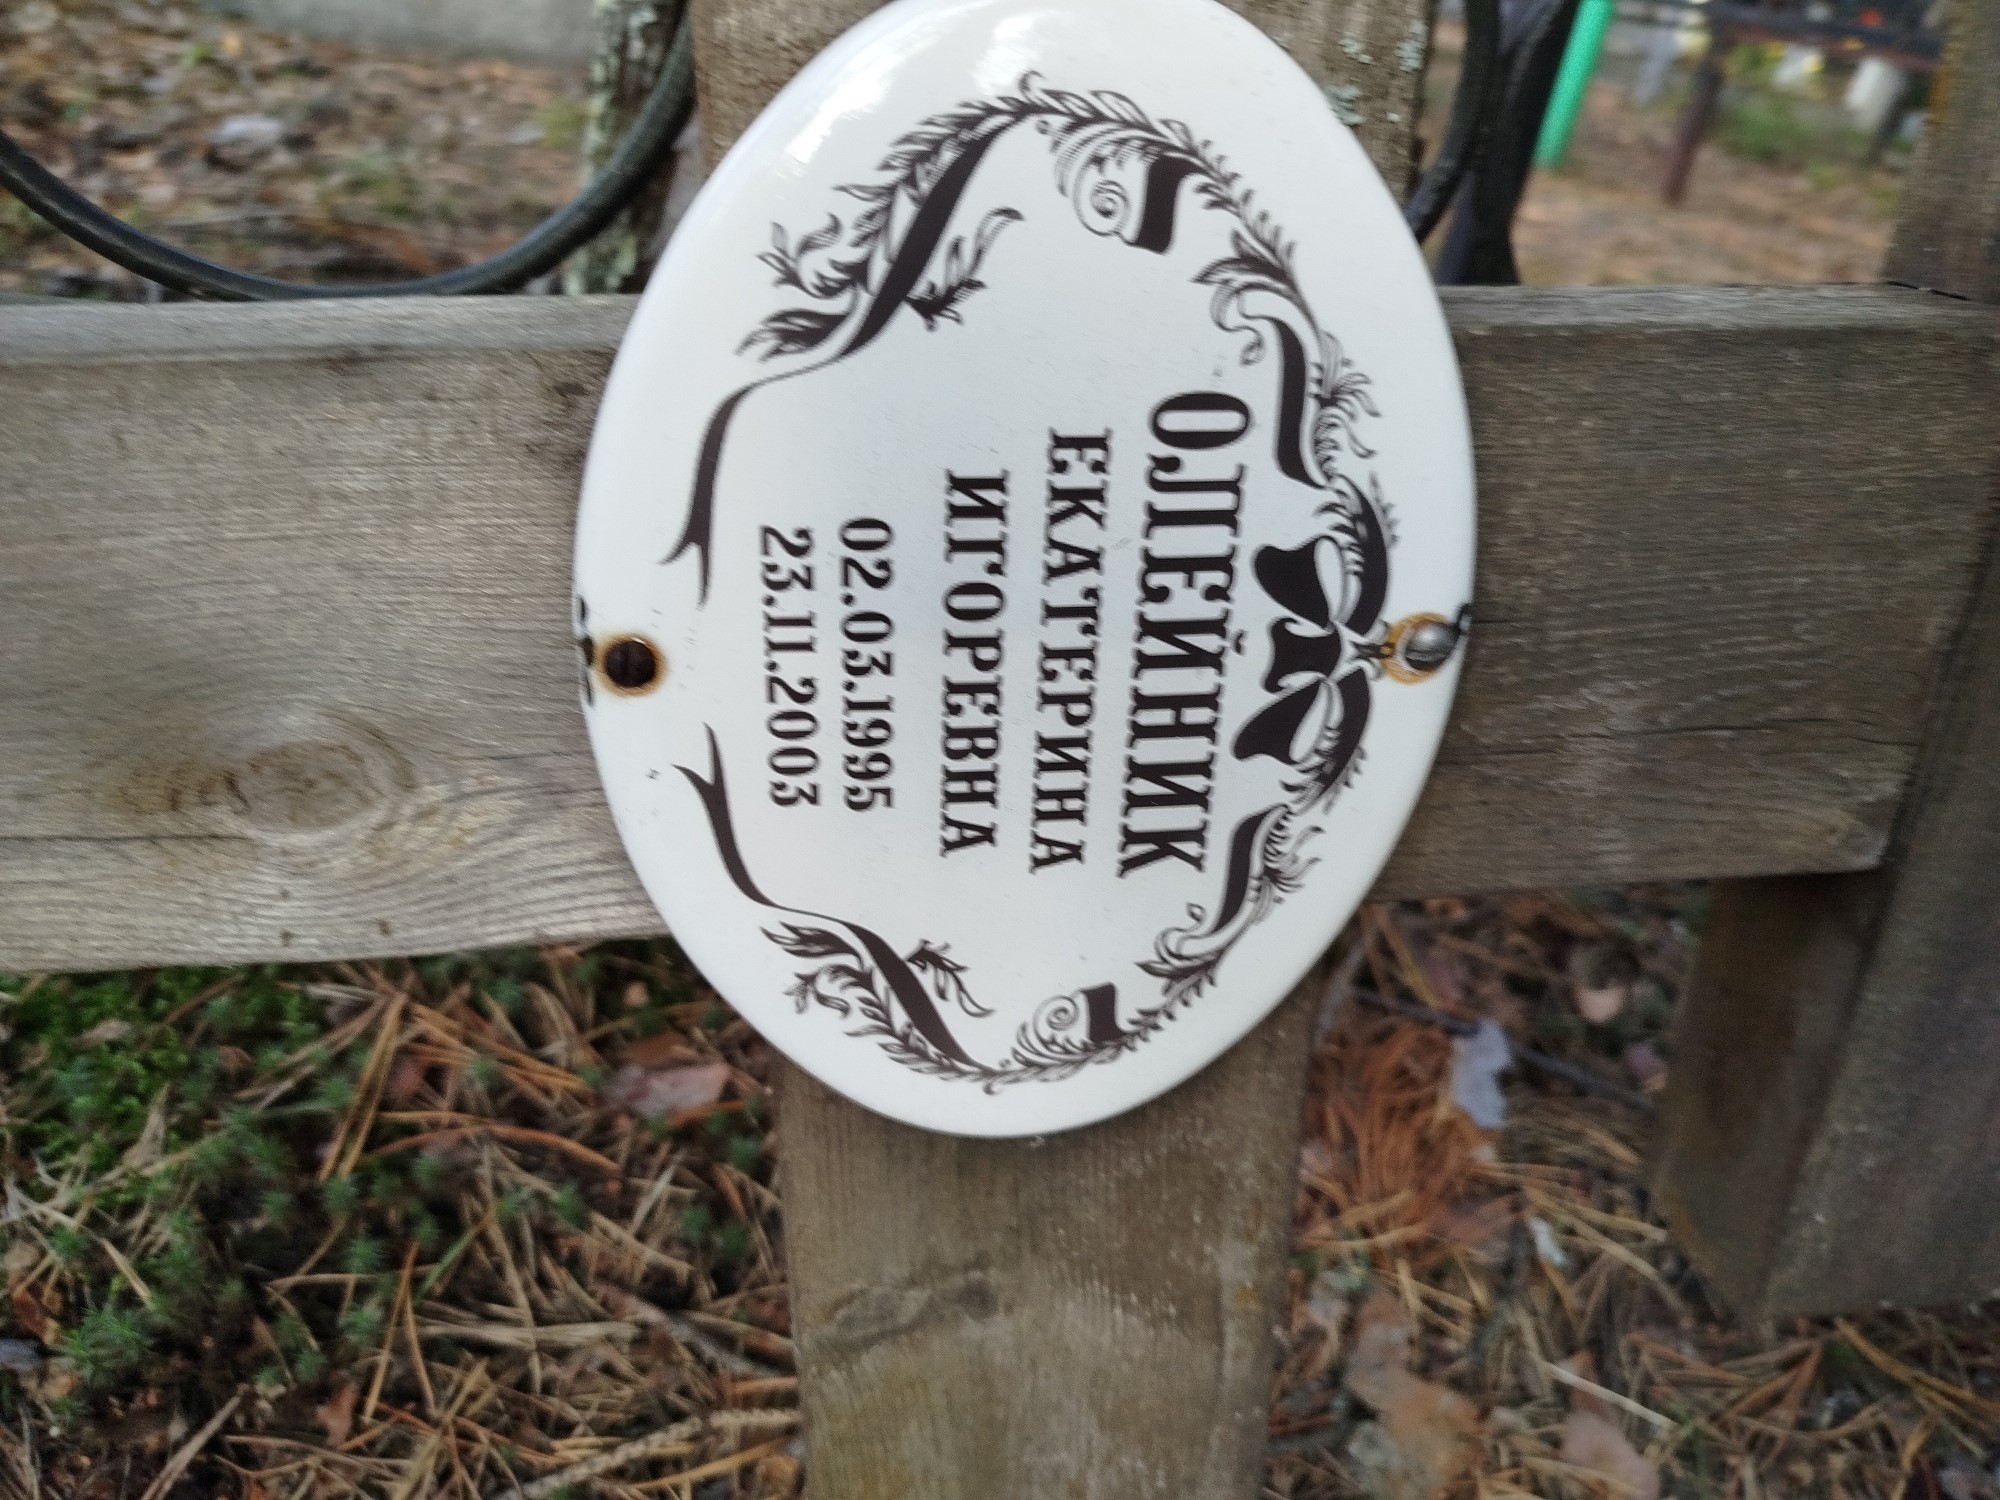 ОЛЕЙНИК
ЕКАТЕРИНА
ИГОРЕВНА
02.03.1995
23.11.2003